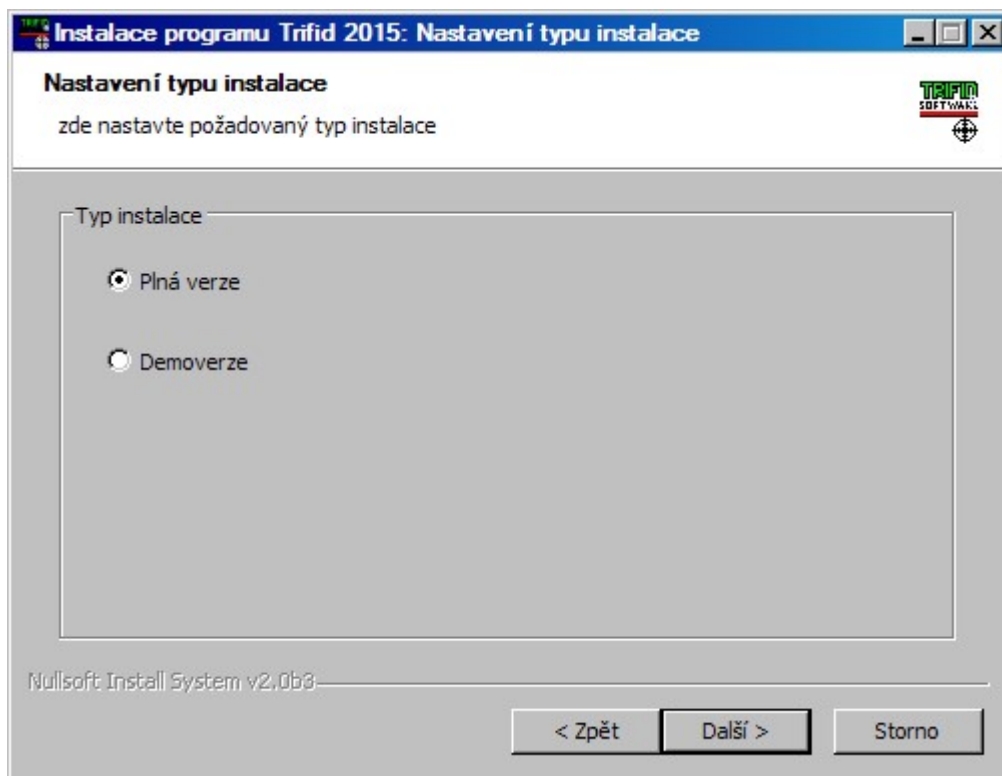 Instalace programu Trifid 2015: Nastavení typu instalace
Nastavení typu instalace
zde nastavte požadovaný typ instalace
TRIFID
SOFTWARE
Typ instalace
Plná verze
Demoverze
Nullsoft Install System v2.0b3
< Zpět
Další >
Storno